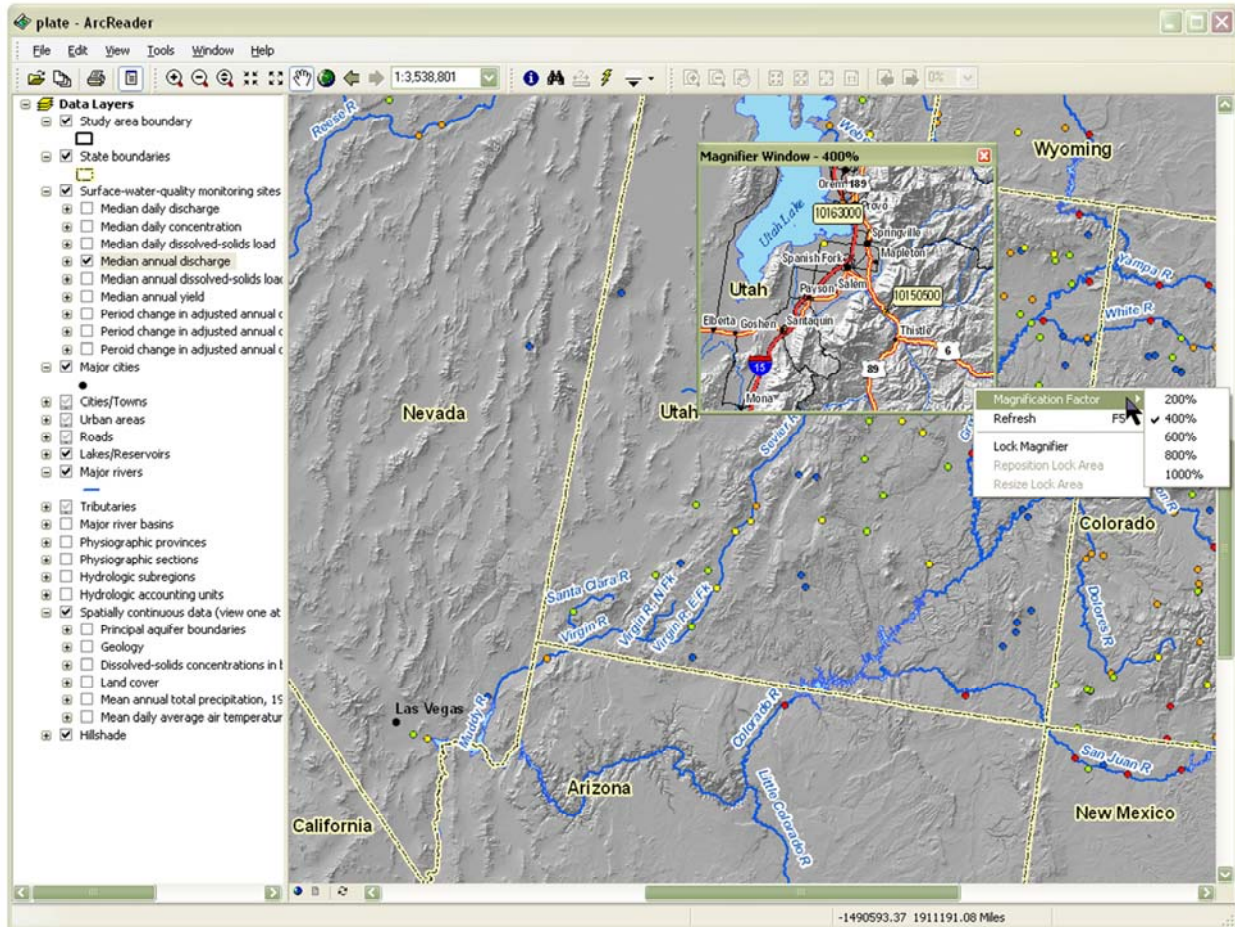 plate - ArcReader
File Edit View Tools Window Help
1:3,538,801
0%
Data Layers
Study area boundary
State boundaries
Surface-water-quality monitoring sites
Median daily discharge
Median daily concentration
Median daily dissolved-solids load
Median annual discharge
Median annual dissolved-solids loac
Median annual yield
Period change in adjusted annual c
Period change in adjusted annual c
Peroid change in adjusted annual c
Major cities
Cities/Towns
Urban areas
Roads
Lakes/Reservoirs
Major rivers
Tributaries
Major river basins
Physiographic provinces
Physiographic sections
Hydrologic subregions
Hydrologic accounting units
Spatially continuous data (view one at
Principal aquifer boundaries
Geology
Dissolved-solids concentrations in
Land cover
Mean annual total precipitation, 19
Mean daily average air temperatur
Hillshade
Reese R
Web
Wyoming
Magnifier Window - 400%
Orem
189
Provo
10163000
Utah Lake
Springville
Mapleton
Spanish Fork
Utah
Payson
Salem
10150500
Elberta
Goshen
Santaquin
Thistle
6
15
89
Mona
Yampa R
White R
Nevada
Utah
Sevier R
Magnification Factor
Refresh F5
Lock Magnifier
Reposition Lock Area
Resize Lock Area
200%
400%
600%
800%
1000%
Colorado
Dolores R
Santa Clara R
Virgin R
Virgin R, N Fk
Virgin R, E Fk
Las Vegas
Muddy R
Colorado R
San Juan R
Arizona
Little Colorado R
New Mexico
California
-1490593.37 1911191.08 Miles